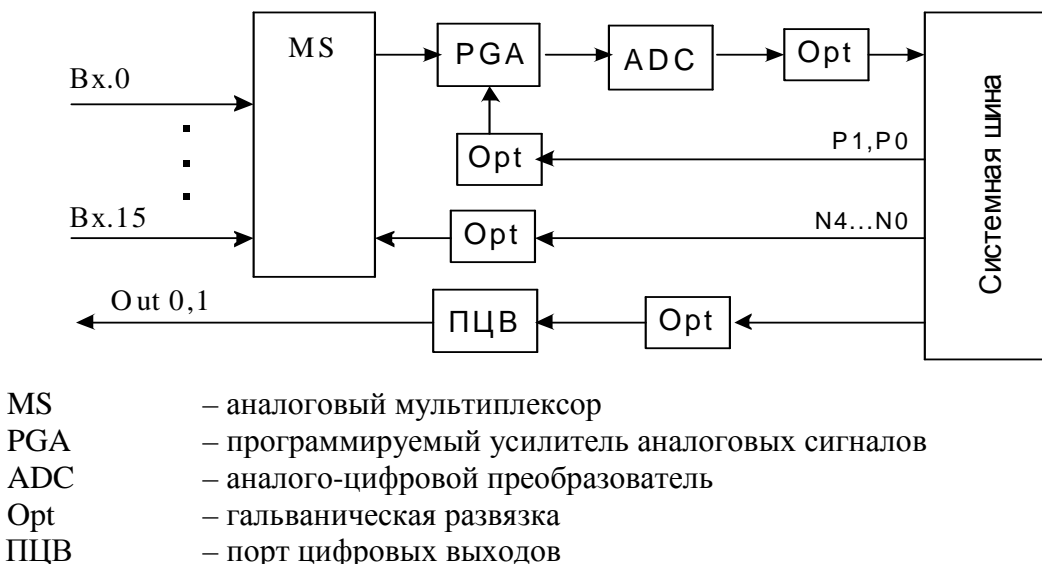 MS
PGA
ADC
Opt
Вх.0
P1,P0
Opt
Вх.15
Opt
N4...N0
Out 0,1
ПЦВ
Opt
Системная шина
MS – аналоговый мультиплексор
PGA – программируемый усилитель аналоговых сигналов
ADC – аналого-цифровой преобразователь
Opt – гальваническая развязка
ПЦВ – порт цифровых выходов